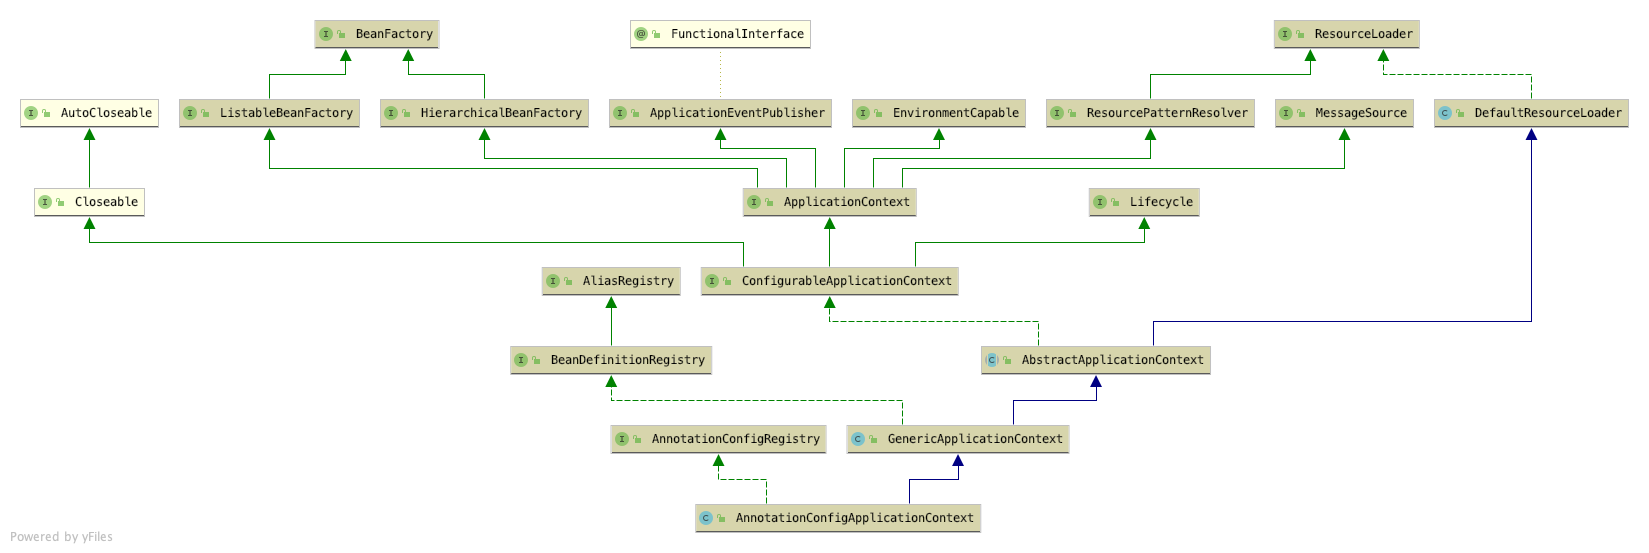 BeanFactory
FunctionalInterface
ResourceLoader
AutoCloseable
ListableBeanFactory
HierarchicalBeanFactory
ApplicationEventPublisher
EnvironmentCapable
ResourcePatternResolver
MessageSource
DefaultResourceLoader
Closeable
ApplicationContext
Lifecycle
AliasRegistry
ConfigurableApplicationContext
BeanDefinitionRegistry
AbstractApplicationContext
AnnotationConfigRegistry
GenericApplicationContext
AnnotationConfigApplicationContext
Powered by yFiles